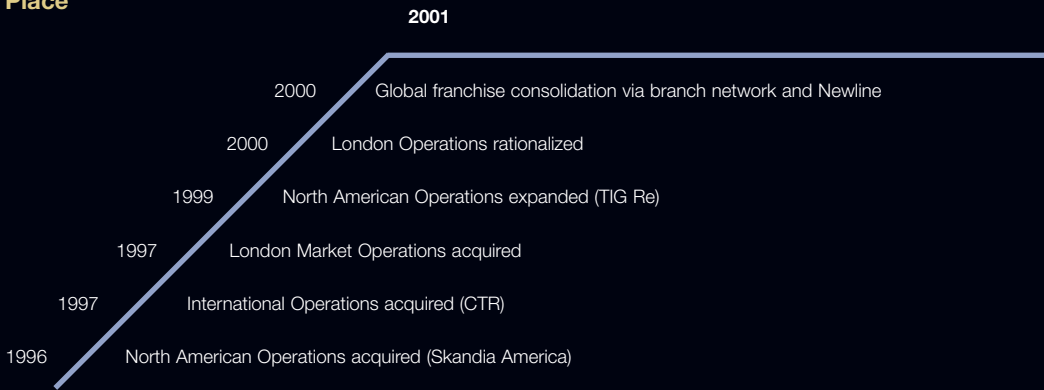 Place
2001
2000 Global franchise consolidation via branch network and Newline
2000 London Operations rationalized
1999 North American Operations expanded (TIG Re)
1997 London Market Operations acquired
1997 International Operations acquired (CTR)
1996 North American Operations acquired (Skandia America)